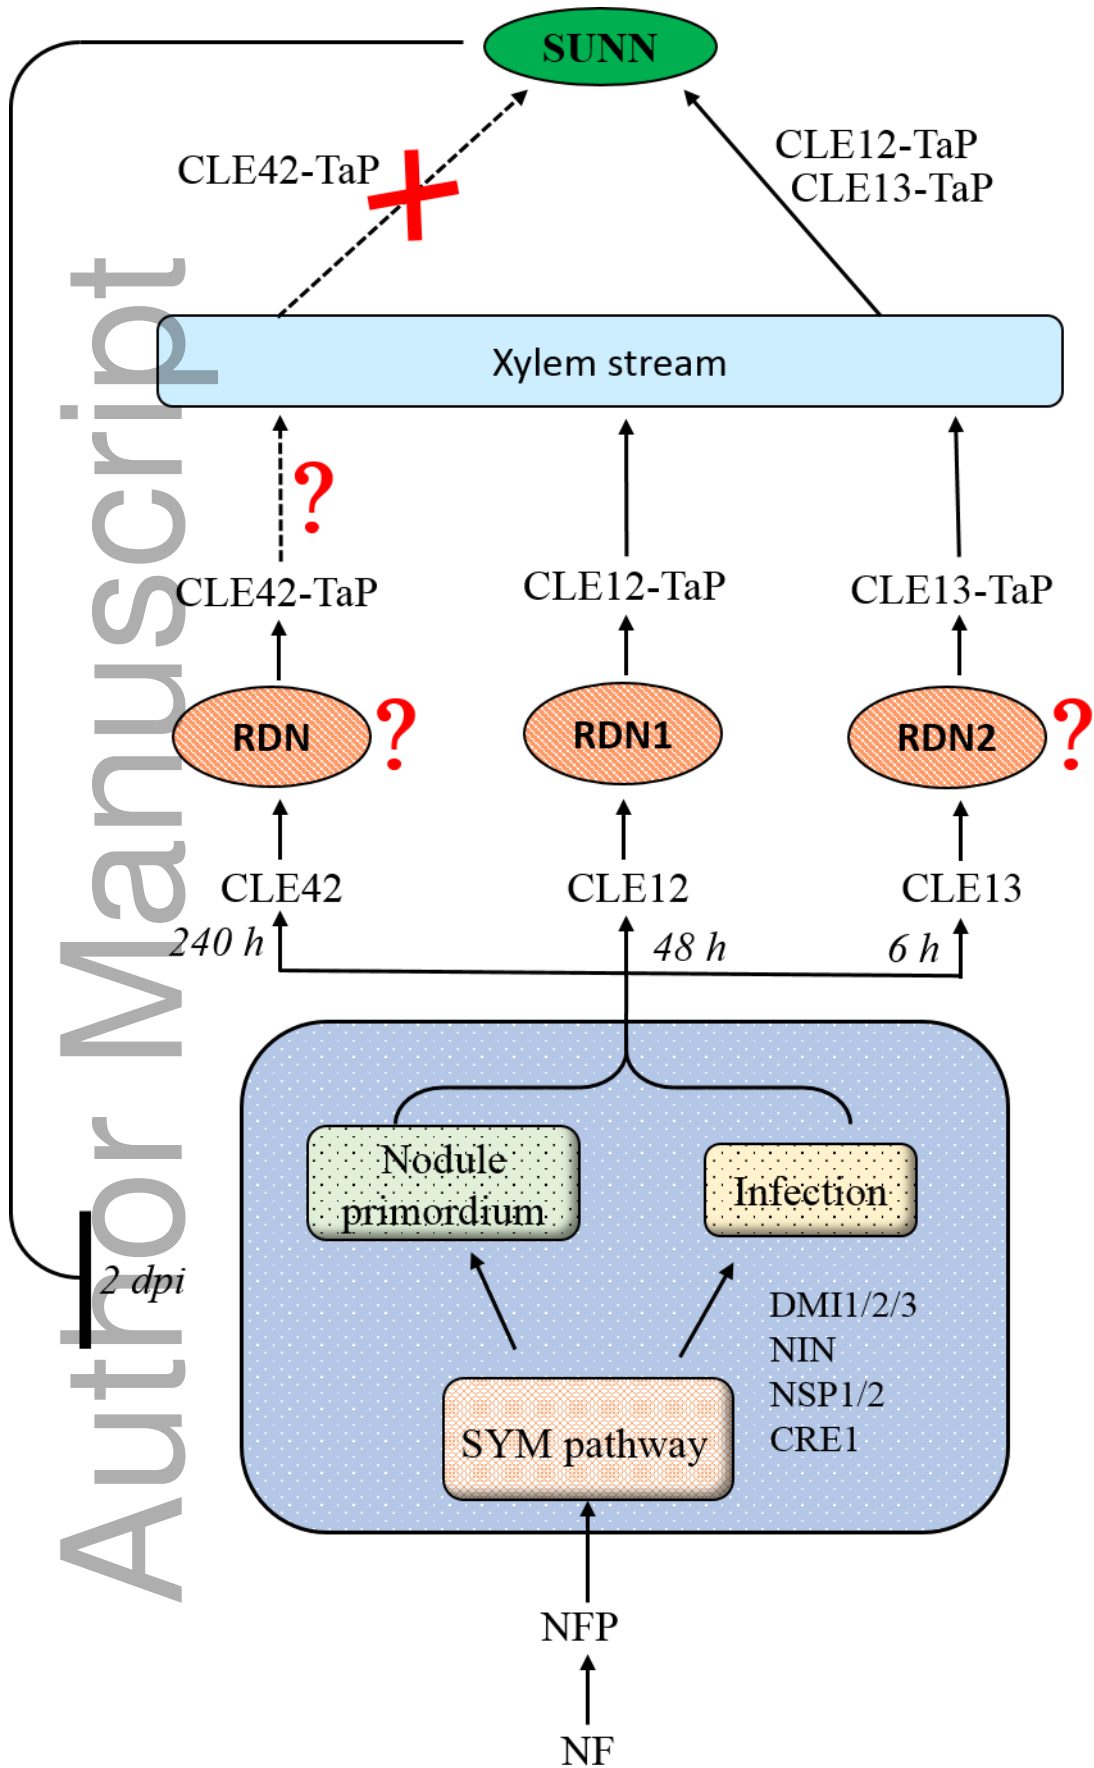 SUNN
CLE42-TaP
CLE12-TaP
CLE13-TaP
Xylem stream
?
CLE42-TaP
CLE12-TaP
CLE13-TaP
RDN
?
RDN1
RDN2
?
CLE42
CLE12
CLE13
240 h
48 h
6 h
Nodule
primordium
Infection
2 dpi
DMI1/2/3
NIN
NSP1/2
CRE1
SYM pathway
NFP
NF
Author Manuscript